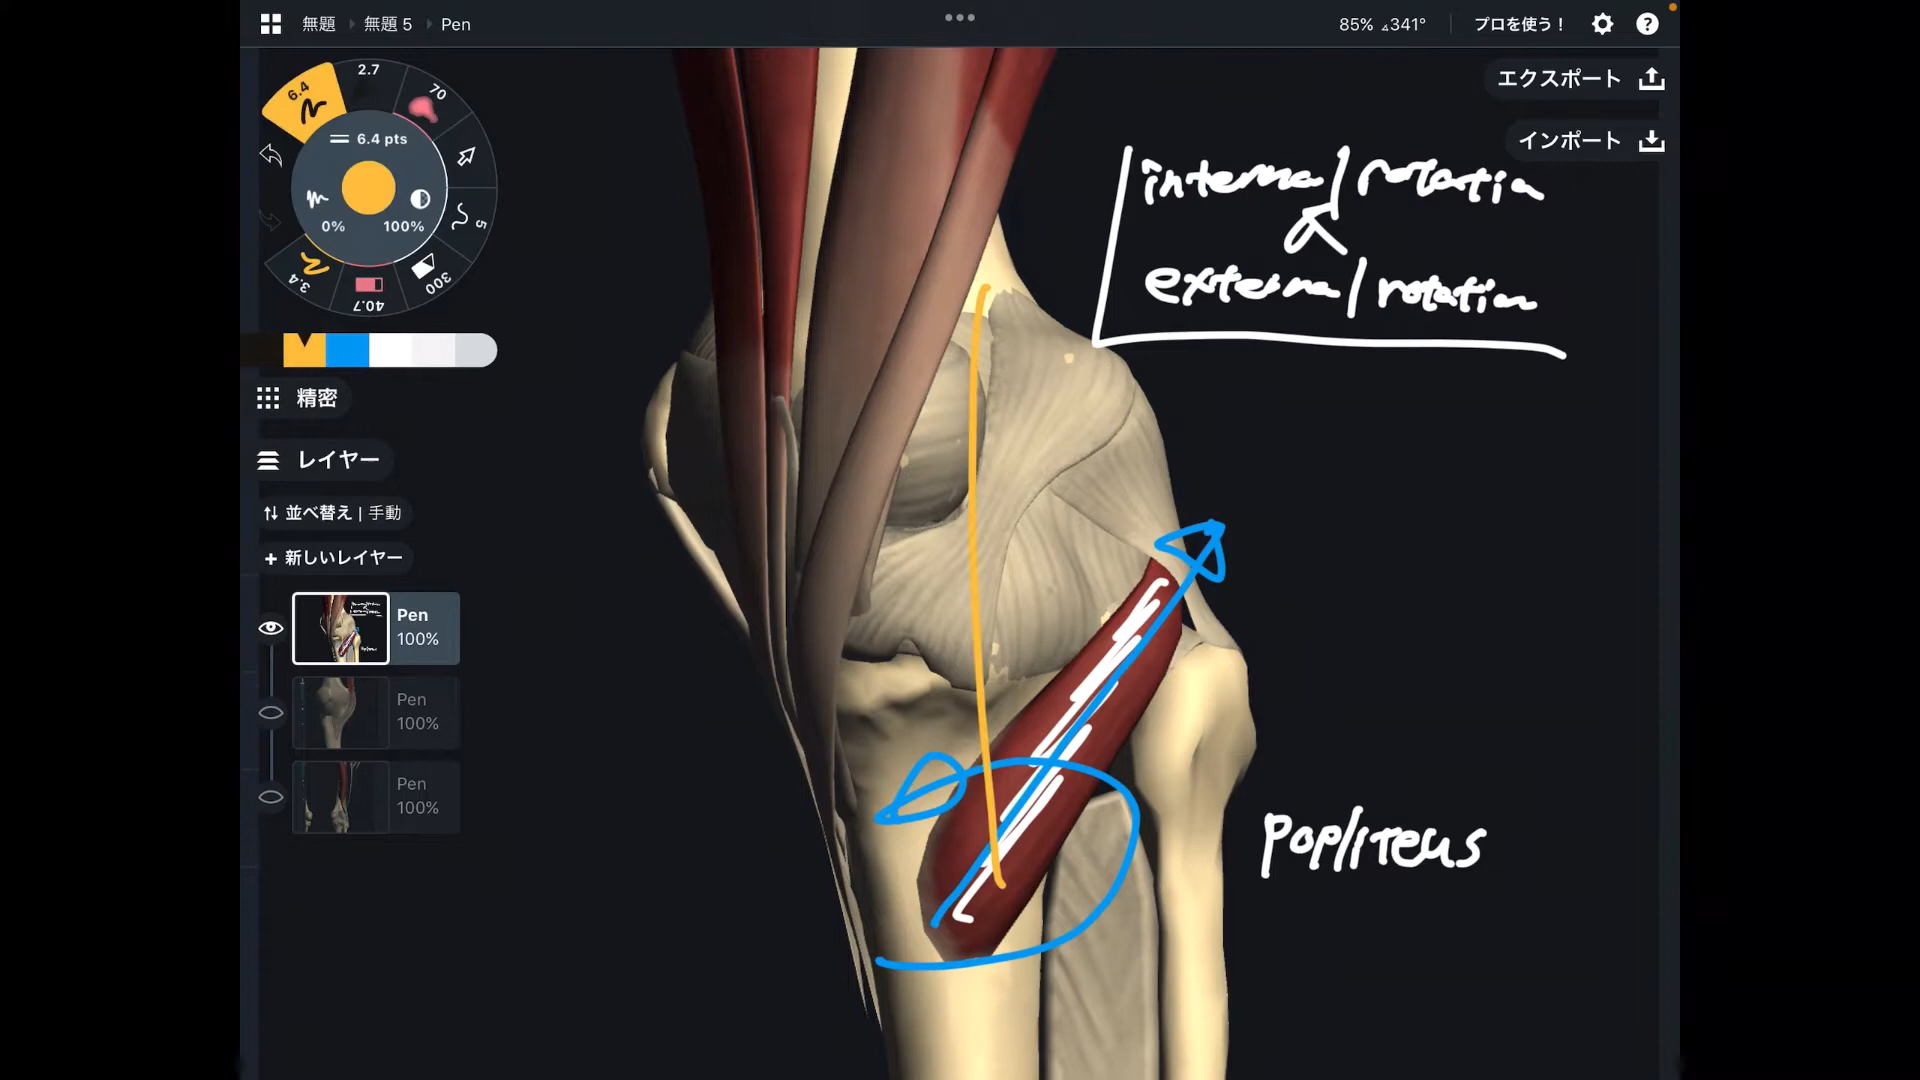 無題 無題 5 Pen
85% ⦟341° プロを使う！
エクスポート
インポート
2.7
6.4
70
6.4 pts
0% 100%
5
3.4
40.7
300
精密
レイヤー
並べ替え | 手動
+ 新しいレイヤー
Pen
100%
Pen
100%
Pen
100%
internal rotation
external rotation
popliteus